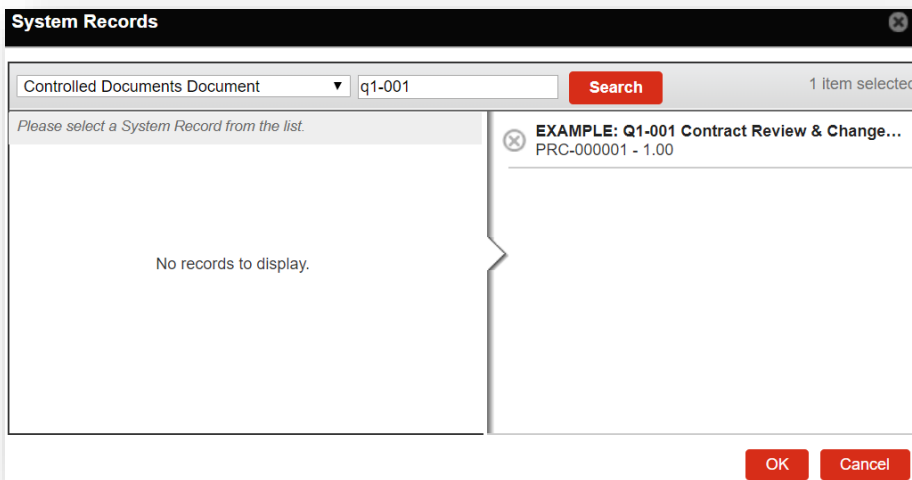 System Records
Controlled Documents Document
q1-001
Search
1 item selected
Please select a System Record from the list.
No records to display.
EXAMPLE: Q1-001 Contract Review & Change...
PRC-000001 - 1.00
OK
Cancel